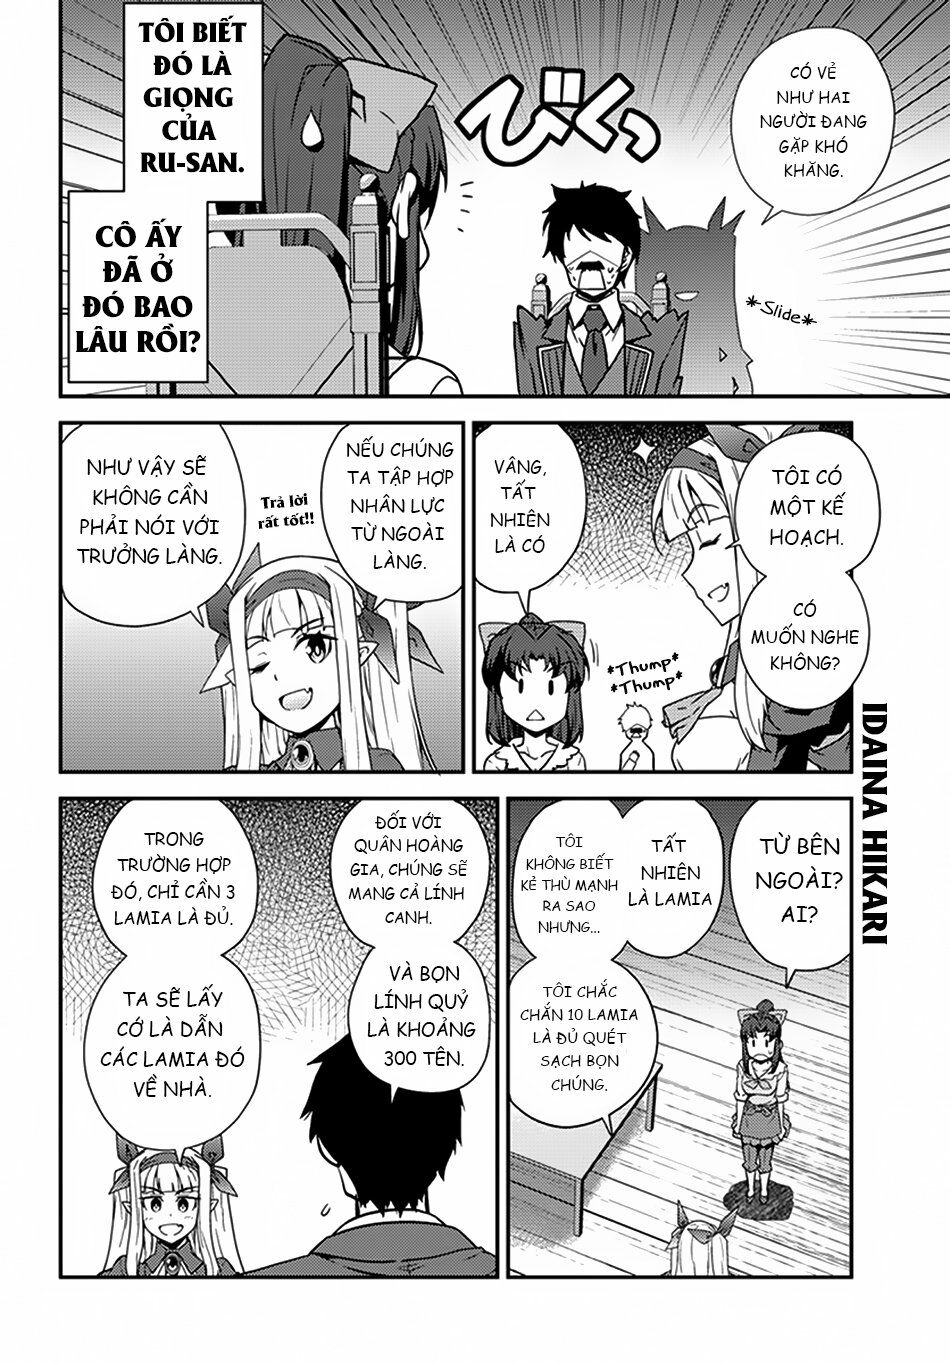 CÓ VẺ
NHƯ HAI
NGƯỜI ĐANG
GẶP KHÓ
KHĂNG.
びくっ
*Slide*
TÔI BIẾT
ĐÓ LÀ
GIỌNG
CỦA
RU-SAN.
CÔ ẤY
ĐÃ Ở
ĐÓ BAO
LÂU RỒI?
TÔI CÓ
MỘT KẾ
HOẠCH.
CÓ
MUỐN NGHE
KHÔNG?
VÂNG,
TẤT
NHIÊN
LÀ CÓ
*Thump*
*Thump*
NẾU CHÚNG
TA TẬP HỢP
NHÂN LỰC
TỪ NGOÀI
LÀNG.
Trả lời
rất tốt!!
NHƯ VẬY SẼ
KHÔNG CẦN
PHẢI NÓI VỚI
TRƯỞNG LÀNG.
IDAINA HIKARI
TỪ BÊN
NGOÀI?
AI?
TẤT
NHIÊN
LÀ LAMIA
TÔI
KHÔNG BIẾT
KẺ THÙ MẠNH
RA SAO
NHƯNG...
TÔI CHẮC
CHẮN 10 LAMIA
LÀ ĐỦ QUÉT
SẠCH BỌN
CHÚNG.
ĐỐI VỚI
QUÂN HOÀNG
GIA, CHÚNG SẼ
MANG CẢ LÍNH
CANH.
VÀ BỌN
LÍNH QUỶ
LÀ KHOẢNG
300 TÊN.
TRONG
TRƯỜNG HỢP
ĐÓ, CHỈ CẦN 3
LAMIA LÀ ĐỦ.
TA SẼ LẤY
CỚ LÀ DẪN
CÁC LAMIA ĐÓ
VỀ NHÀ.